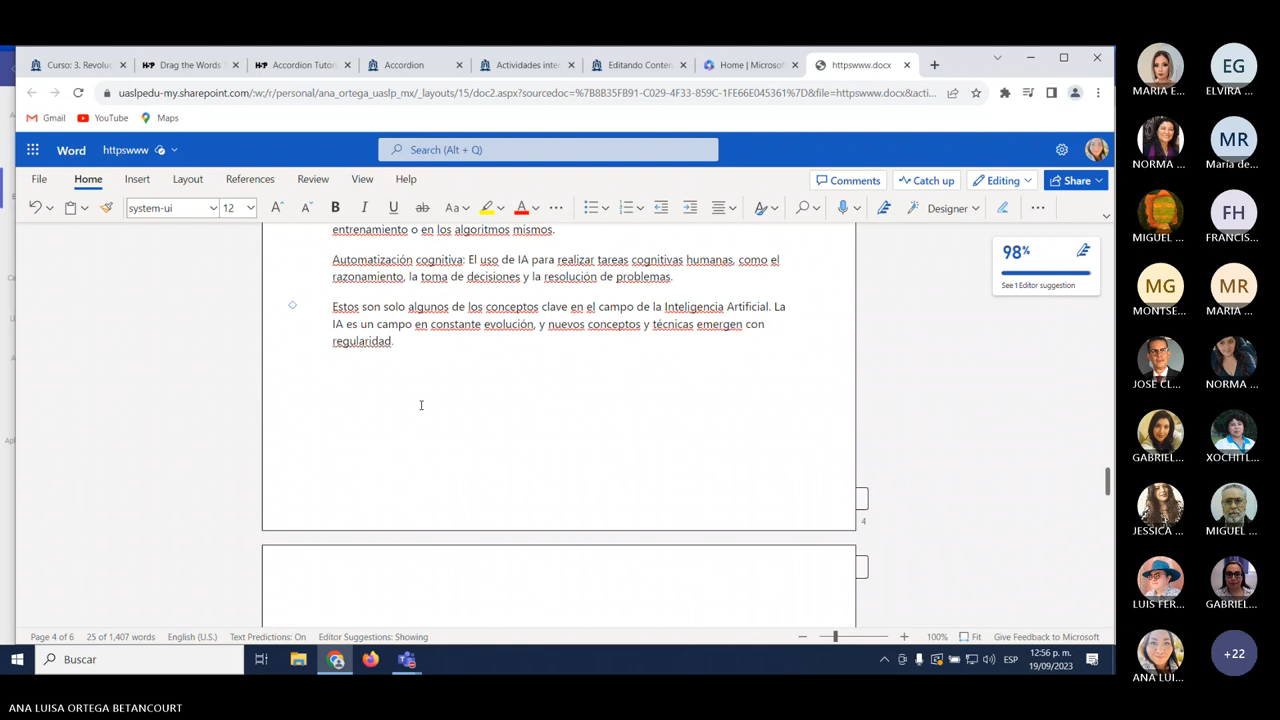 Curso: 3. Revoluc
H-P Drag the Words T
H-P Accordion Tutor
Accordion
Actividades inte
Editando Conten
Home | Microsof
httpswww.docx
uaslpedu-my.sharepoint.com/:w:/r/personal/ana_ortega_uaslp_mx/_layouts/15/doc2.aspx?sourcedoc=%7B8B35FB91-C029-4F33-859C-1FE66E045361%7D&file=httpswww.docx&acti...
Gmail
YouTube
Maps
Word
httpswww
Search (Alt + Q)
File
Home
Insert
Layout
References
Review
View
Help
Comments
Catch up
Editing
Share
system-ui
12
Designer
entrenamiento o en los algoritmos mismos.
Automatización cognitiva: El uso de IA para realizar tareas cognitivas humanas, como el
razonamiento, la toma de decisiones y la resolución de problemas.
Estos son solo algunos de los conceptos clave en el campo de la Inteligencia Artificial. La
IA es un campo en constante evolución, y nuevos conceptos y técnicas emergen con
regularidad.
98%
See 1 Editor suggestion
4
Page 4 of 6
25 of 1,407 words
English (U.S.)
Text Predictions: On
Editor Suggestions: Showing
100%
Fit
Give Feedback to Microsoft
Buscar
ESP
12:56 p. m.
19/09/2023
MARIA E...
EG
ELVIRA ...
NORMA ...
MR
María de...
MIGUEL ...
FH
FRANCIS...
MG
MONTSE...
MR
MARIA ...
JOSE CL...
NORMA ...
GABRIEL...
XOCHITL...
JESSICA ...
MIGUEL ...
LUIS FER...
GABRIEL...
ANA LUI...
+22
ANA LUISA ORTEGA BETANCOURT